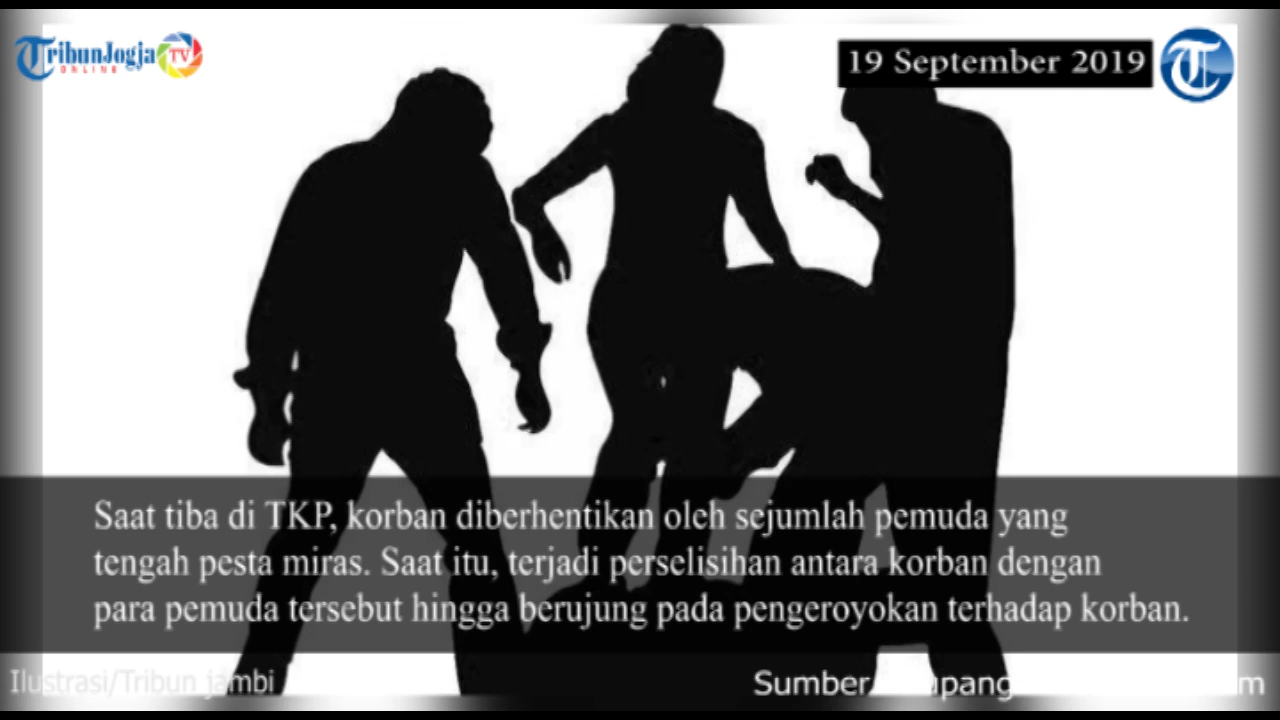 TribunJogja TV
ONLINE
19 September 2019
Saat tiba di TKP, korban diberhentikan oleh sejumlah pemuda yang
tengah pesta miras. Saat itu, terjadi perselisihan antara korban dengan
para pemuda tersebut hingga berujung pada pengeroyokan terhadap korban.
Ilustrasi/Tribun jambi
Sumber